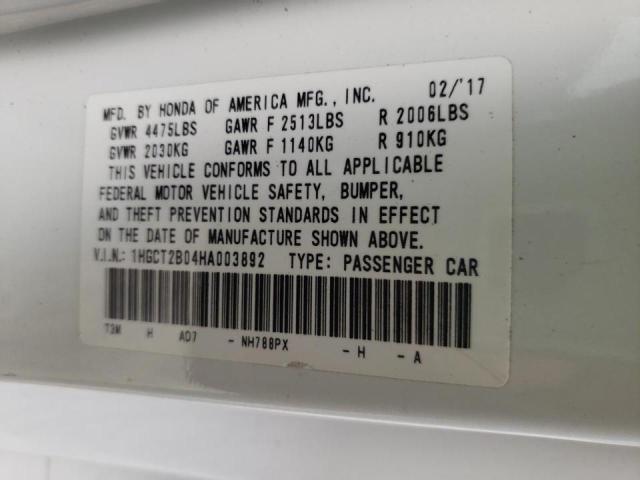 MFD. BY HONDA OF AMERICA MFG., INC. 02/'17
GVWR 4475LBS GAWR F 2513LBS R 2006LBS
GVWR 2030KG GAWR F 1140KG R 910KG
THIS VEHICLE CONFORMS TO ALL APPLICABLE
FEDERAL MOTOR VEHICLE SAFETY, BUMPER,
AND THEFT PREVENTION STANDARDS IN EFFECT
ON THE DATE OF MANUFACTURE SHOWN ABOVE.
V.I.N.: 1HGCT2B04HA003892 TYPE: PASSENGER CAR
T3M H AD7 - NH788PX - H - A